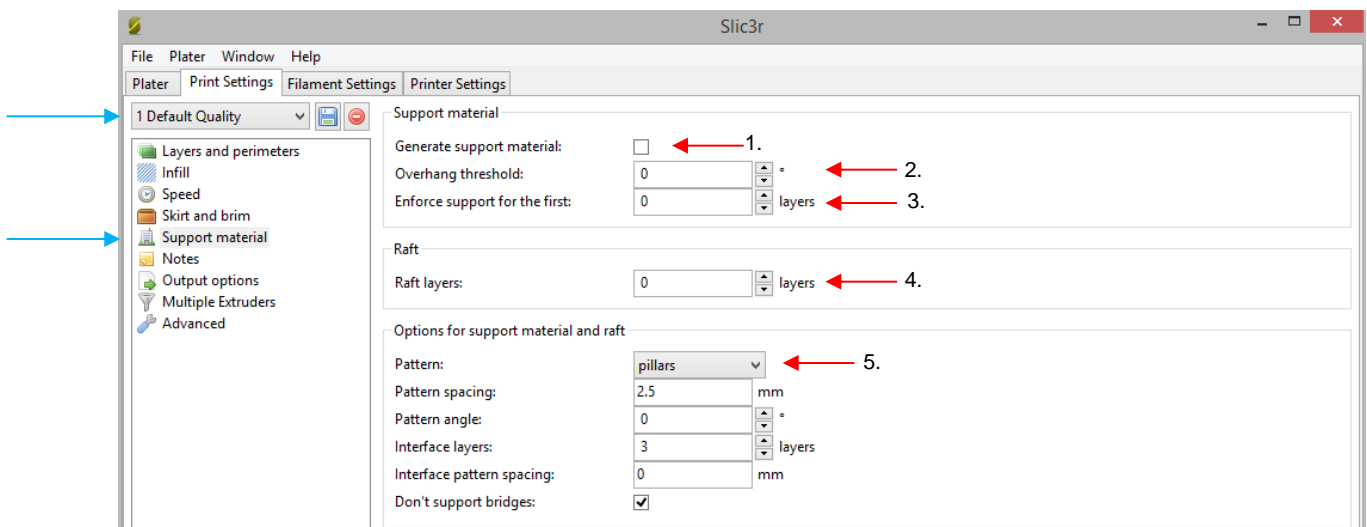 Slic3r
File Plater Window Help
Plater Print Settings Filament Settings Printer Settings
1 Default Quality
Layers and perimeters
Infill
Speed
Skirt and brim
Support material
Notes
Output options
Multiple Extruders
Advanced
Support material
Generate support material: 1.
Overhang threshold: 0 ° 2.
Enforce support for the first: 0 layers 3.
Raft
Raft layers: 0 layers 4.
Options for support material and raft
Pattern: pillars 5.
Pattern spacing: 2.5 mm
Pattern angle: 0 °
Interface layers: 3 layers
Interface pattern spacing: 0 mm
Don't support bridges: